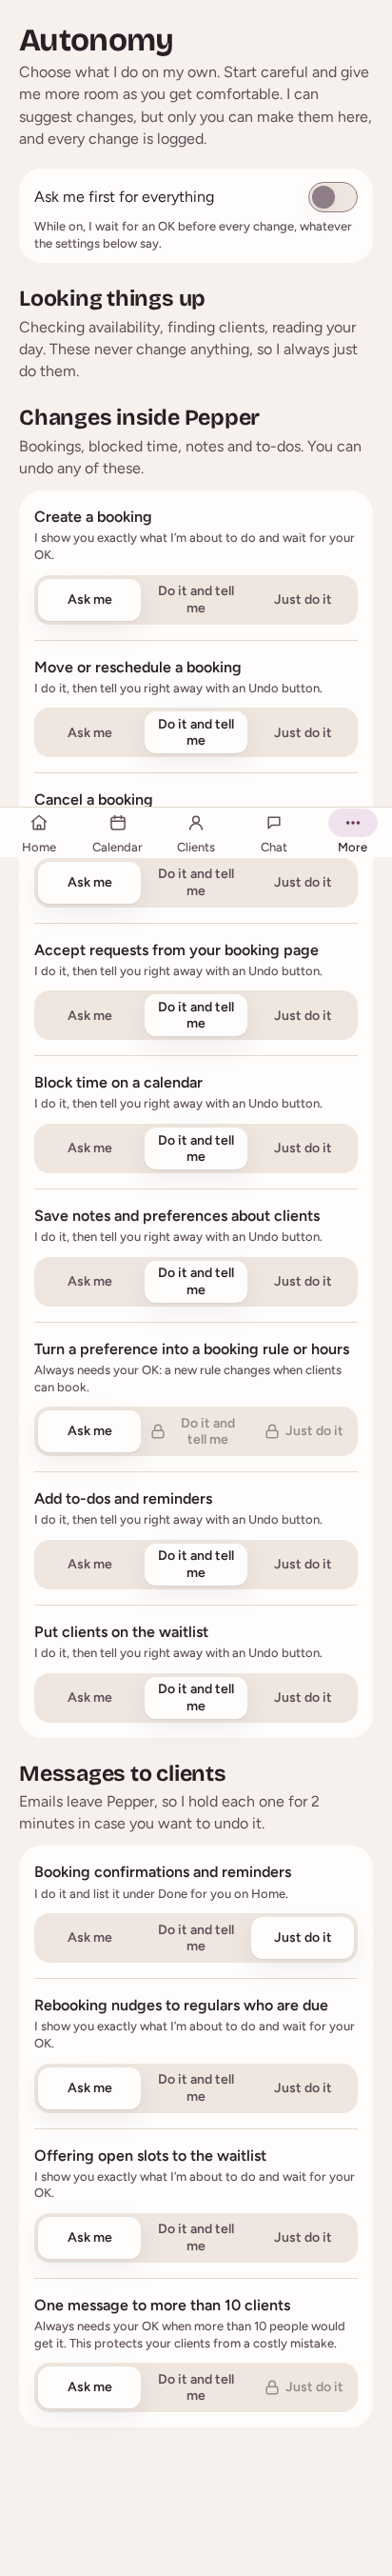 Autonomy
Choose what I do on my own. Start careful and give
me more room as you get comfortable. I can
suggest changes, but only you can make them here,
and every change is logged.
Ask me first for everything
While on, I wait for an OK before every change, whatever
the settings below say.
Looking things up
Checking availability, finding clients, reading your
day. These never change anything, so I always just
do them.
Changes inside Pepper
Bookings, blocked time, notes and to-dos. You can
undo any of these.
Create a booking
I show you exactly what I'm about to do and wait for your
OK.
Ask me
Do it and tell
me
Just do it
Move or reschedule a booking
I do it, then tell you right away with an Undo button.
Ask me
Do it and tell
me
Just do it
Cancel a booking
Home
Calendar
Clients
Chat
More
Ask me
Do it and tell
me
Just do it
Accept requests from your booking page
I do it, then tell you right away with an Undo button.
Ask me
Do it and tell
me
Just do it
Block time on a calendar
I do it, then tell you right away with an Undo button.
Ask me
Do it and tell
me
Just do it
Save notes and preferences about clients
I do it, then tell you right away with an Undo button.
Ask me
Do it and tell
me
Just do it
Turn a preference into a booking rule or hours
Always needs your OK: a new rule changes when clients
can book.
Ask me
Do it and
tell me
Just do it
Add to-dos and reminders
I do it, then tell you right away with an Undo button.
Ask me
Do it and tell
me
Just do it
Put clients on the waitlist
I do it, then tell you right away with an Undo button.
Ask me
Do it and tell
me
Just do it
Messages to clients
Emails leave Pepper, so I hold each one for 2
minutes in case you want to undo it.
Booking confirmations and reminders
I do it and list it under Done for you on Home.
Ask me
Do it and tell
me
Just do it
Rebooking nudges to regulars who are due
I show you exactly what I'm about to do and wait for your
OK.
Ask me
Do it and tell
me
Just do it
Offering open slots to the waitlist
I show you exactly what I'm about to do and wait for your
OK.
Ask me
Do it and tell
me
Just do it
One message to more than 10 clients
Always needs your OK when more than 10 people would
get it. This protects your clients from a costly mistake.
Ask me
Do it and tell
me
Just do it